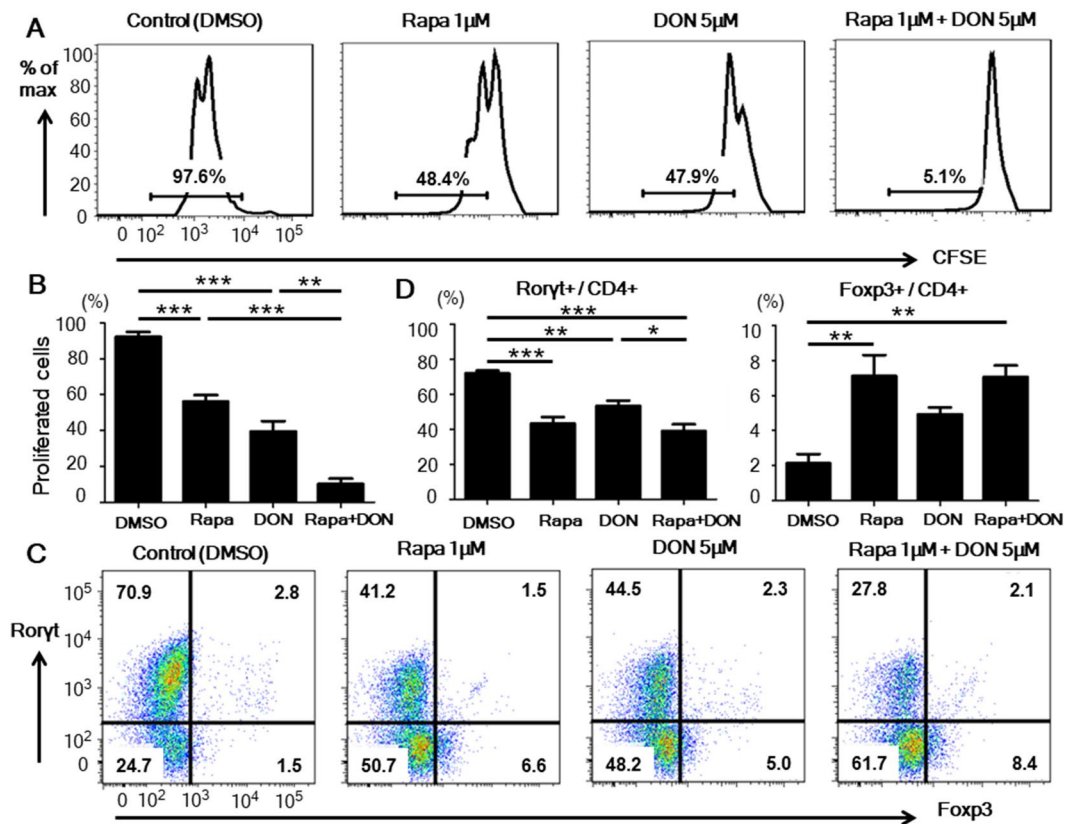 A
Control (DMSO)
Rapa 1µM
DON 5µM
Rapa 1µM + DON 5µM
% of
max
100
80
60
40
20
0
97.6%
48.4%
47.9%
5.1%
0 10² 10³ 10⁴ 10⁵
CFSE
B
(%)
Proliferated cells
100
80
60
40
20
0
*** **
*** ***
DMSO Rapa DON Rapa+DON
D
Rorγt+ / CD4+
(%)
100
80
60
40
20
0
***
** *
***
DMSO Rapa DON Rapa+DON
Foxp3+ / CD4+
(%)
10
8
6
4
2
0
**
**
DMSO Rapa DON Rapa+DON
C
Control (DMSO)
Rapa 1µM
DON 5µM
Rapa 1µM + DON 5µM
Rorγt
10⁵
10⁴
10³
10²
0
70.9 2.8
24.7 1.5
41.2 1.5
50.7 6.6
44.5 2.3
48.2 5.0
27.8 2.1
61.7 8.4
0 10² 10³ 10⁴ 10⁵
Foxp3